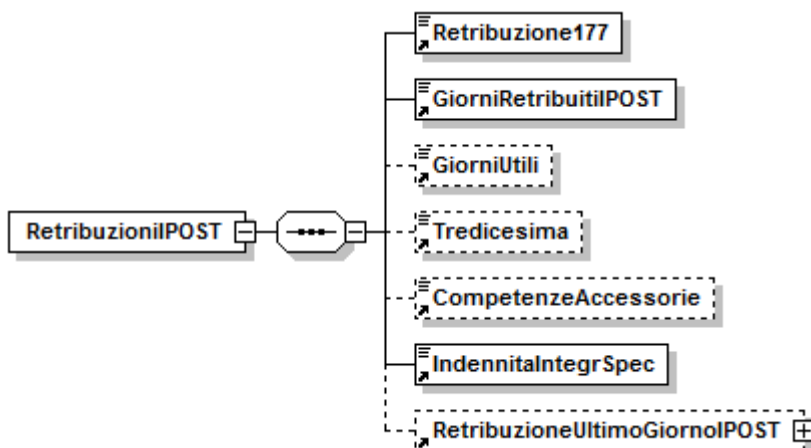 Retribuzione177
GiorniRetribuitiIPOST
GiorniUtili
RetribuzioniIPOST
Tredicesima
CompetenzeAccessorie
IndennitaIntegrSpec
RetribuzioneUltimoGiornoIPOST